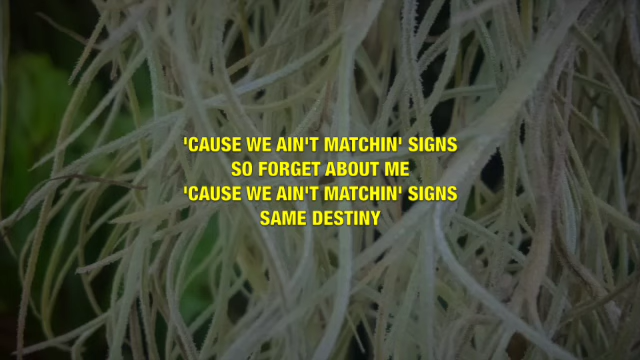 'CAUSE WE AIN'T MATCHIN' SIGNS
SO FORGET ABOUT ME
'CAUSE WE AIN'T MATCHIN' SIGNS
SAME DESTINY